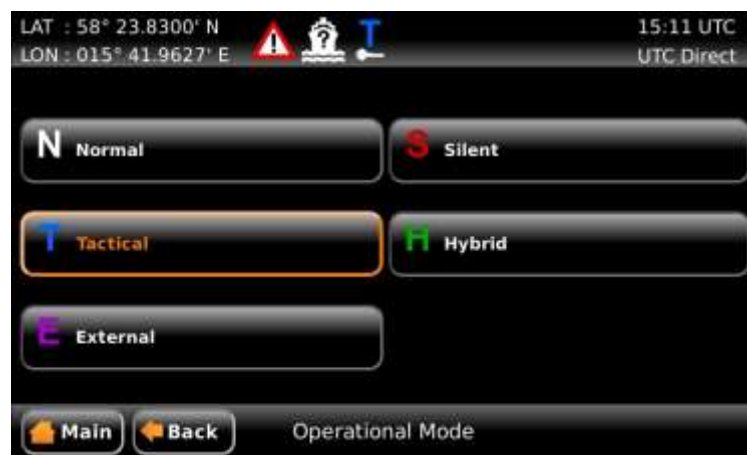 LAT : 58° 23.8300' N
15:11 UTC
LON : 015° 41.9627' E
UTC Direct
T
N Normal
S Silent
T Tactical
H Hybrid
E External
Main
Back
Operational Mode